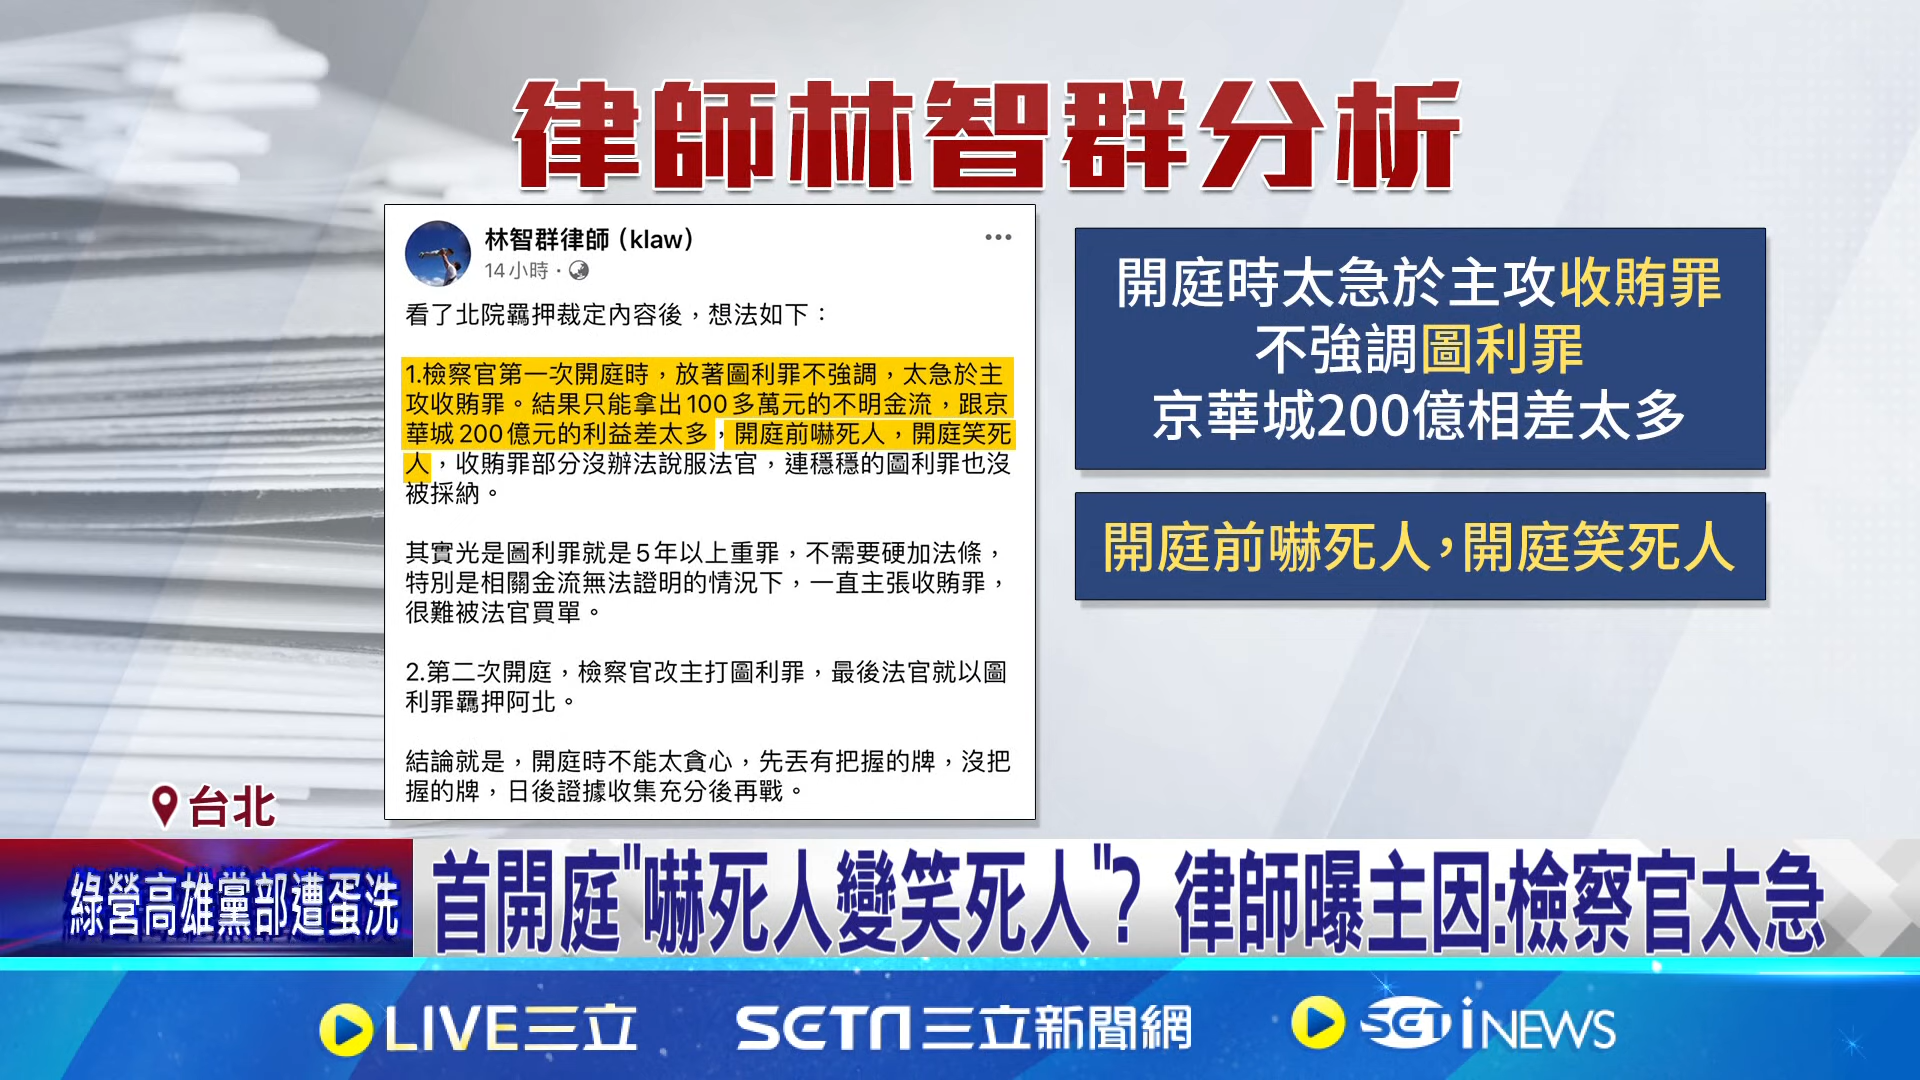 律師林智群分析
林智群律師（klaw）
14小時・
看了北院羈押裁定內容後，想法如下：
1.檢察官第一次開庭時，放著圖利罪不強調，太急於主
攻收賄罪。結果只能拿出100多萬元的不明金流，跟京
華城200億元的利益差太多，開庭前嚇死人，開庭笑死
人，收賄罪部分沒辦法說服法官，連穩穩的圖利罪也沒
被採納。
其實光是圖利罪就是5年以上重罪，不需要硬加法條，
特別是相關金流無法證明的情況下，一直主張收賄罪，
很難被法官買單。
2.第二次開庭，檢察官改主打圖利罪，最後法官就以圖
利罪羈押阿北。
結論就是，開庭時不能太貪心，先丟有把握的牌，沒把
握的牌，日後證據收集充分後再戰。
開庭時太急於主攻收賄罪
不強調圖利罪
京華城200億相差太多
開庭前嚇死人，開庭笑死人
台北
綠營高雄黨部遭蛋洗
首開庭"嚇死人變笑死人"? 律師曝主因:檢察官太急
LIVE三立
SETN三立新聞網
SET iNEWS